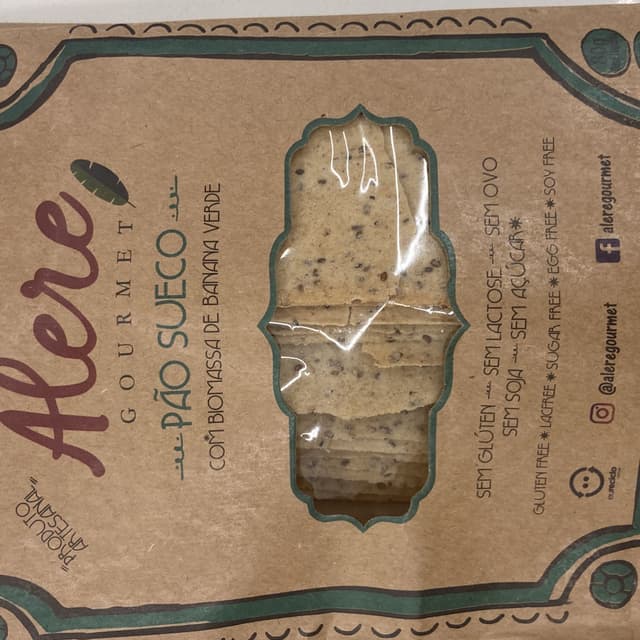 Alere
GOURMET
PÃO SUECO
COM BIOMASSA DE BANANA VERDE
"PRODUTO
ARTESANAL"
SEM GLÚTEN SEM LACTOSE SEM OVO
SEM SOJA SEM AÇÚCAR*
GLUTEN FREE * LACFREE * SUGAR FREE * EGG FREE * SOY FREE
eureciclo
@aleregourmet
aleregourmet